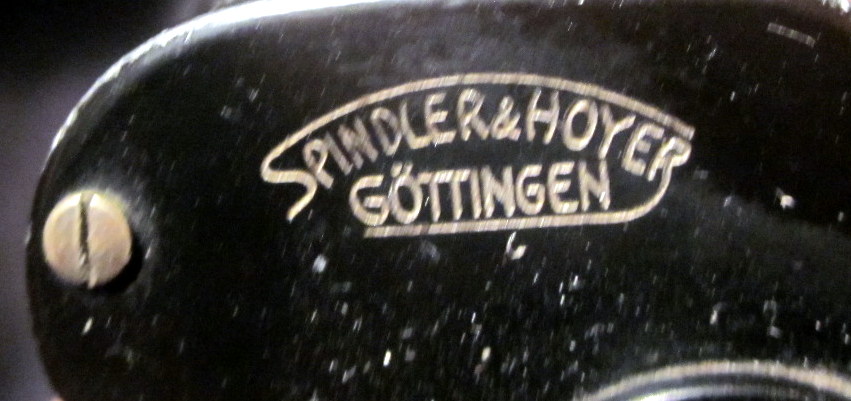 SPINDLER & HOYER
GÖTTINGEN